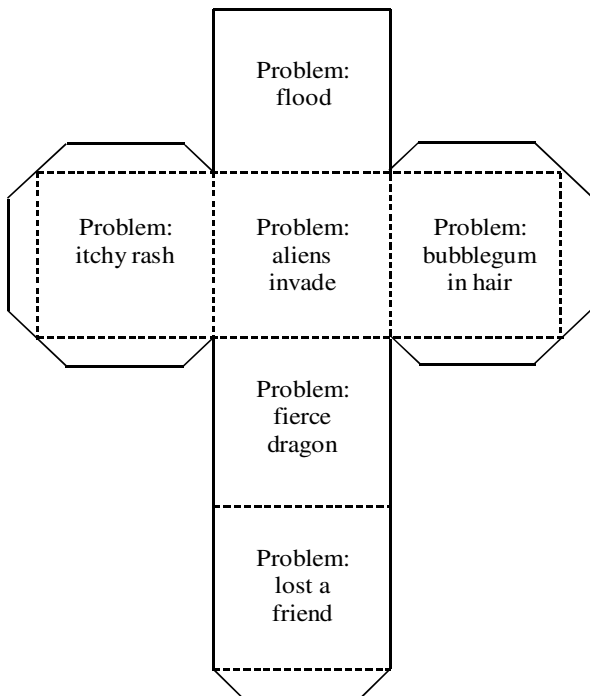 Problem:
flood
Problem:
itchy rash
Problem:
aliens
invade
Problem:
bubblegum
in hair
Problem:
fierce
dragon
Problem:
lost a
friend